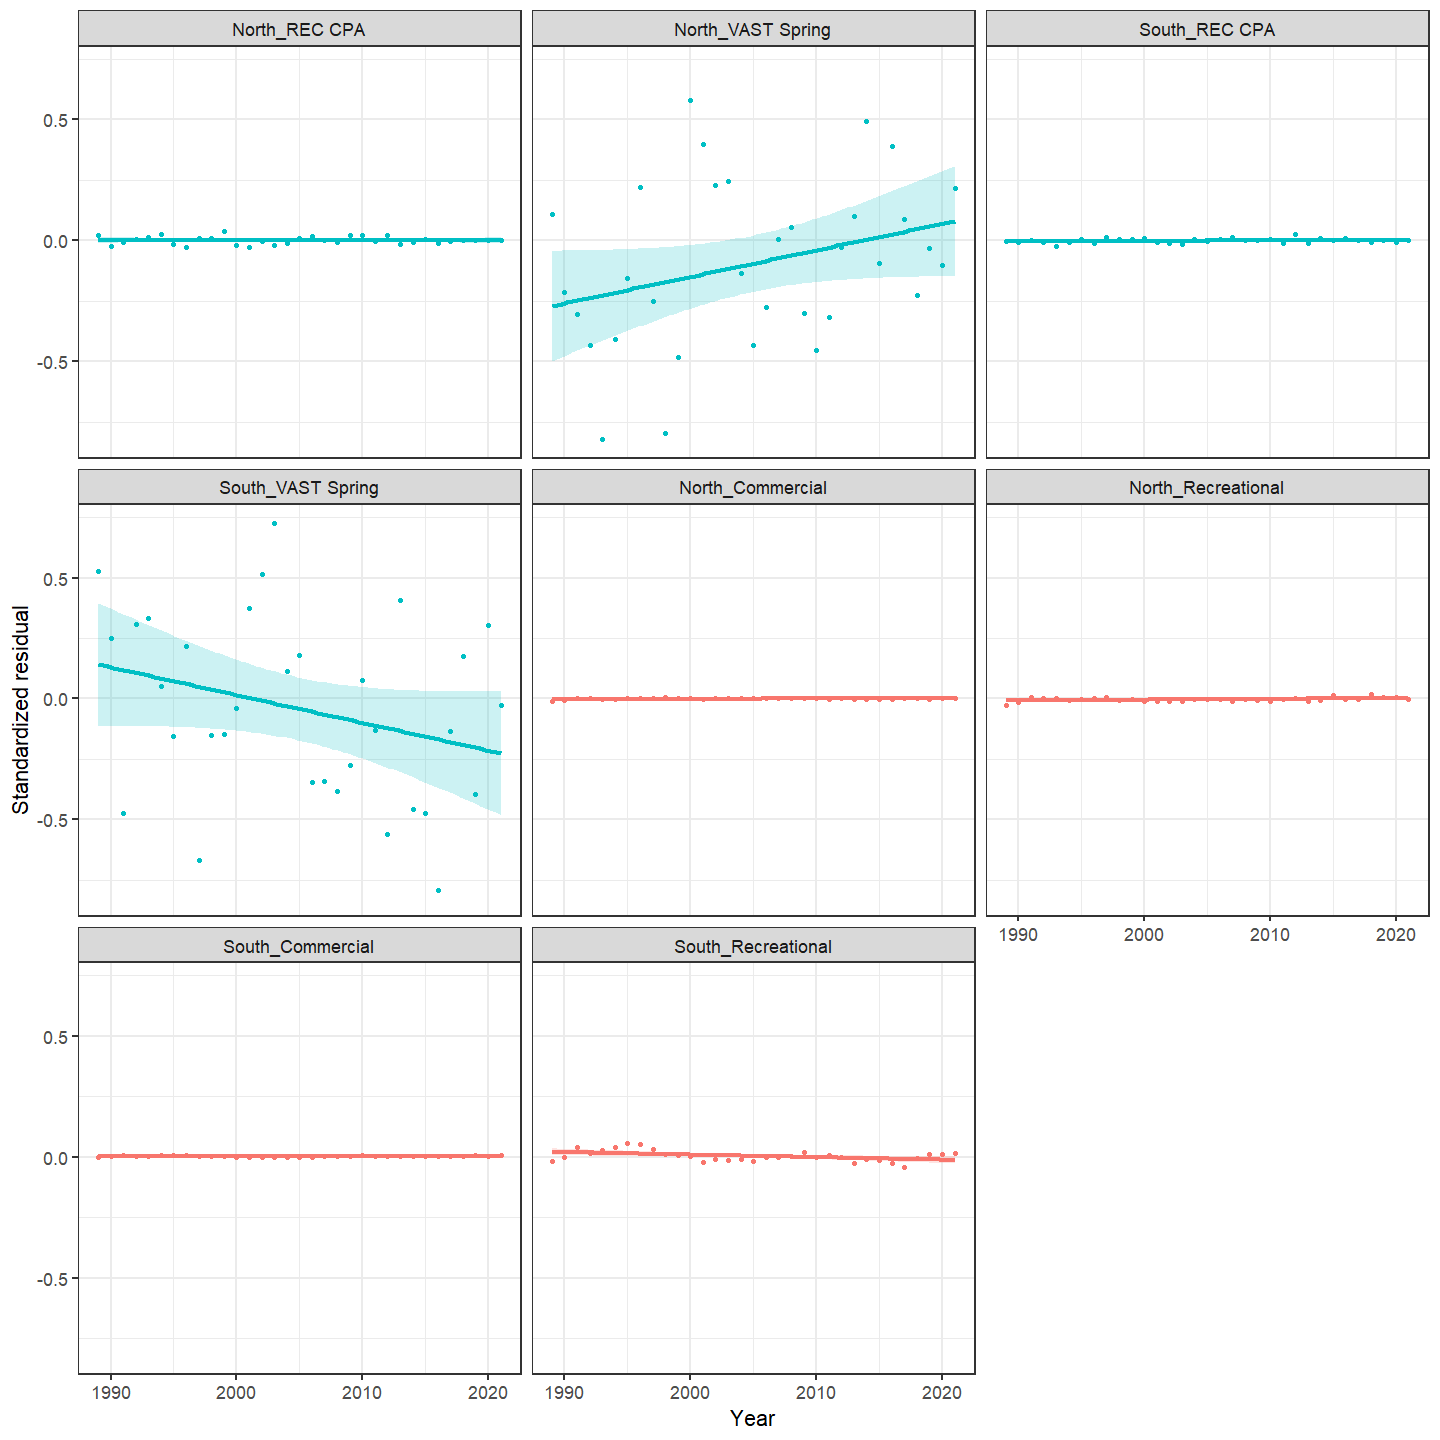 North_REC CPA
North_VAST Spring
South_REC CPA
0.5
0.0
-0.5
South_VAST Spring
North_Commercial
North_Recreational
0.5
0.0
-0.5
1990 2000 2010 2020
South_Commercial
South_Recreational
0.5
0.0
-0.5
1990 2000 2010 2020
1990 2000 2010 2020
Year
Standardized residual